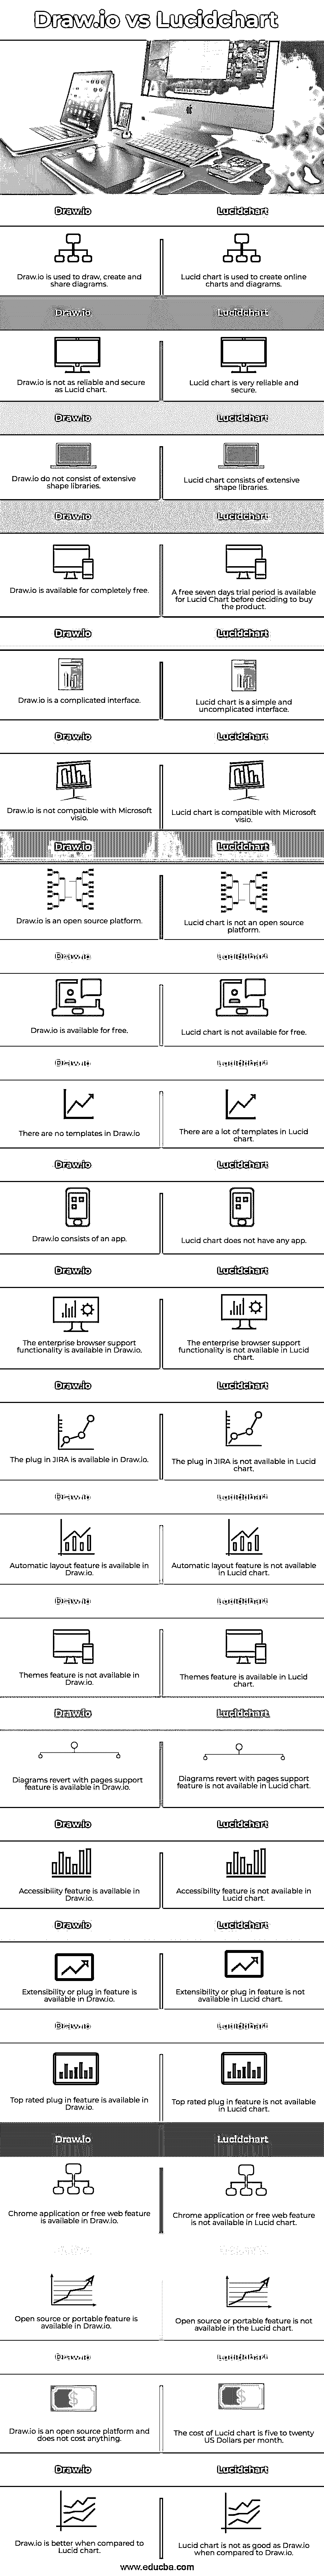 Draw.io vs Lucidchart
Draw.io Lucidchart
Draw.io is used to draw, create and
share diagrams.
Lucid chart is used to create online
charts and diagrams.
Draw.io Lucidchart
Draw.io is not as reliable and secure
as Lucid chart.
Lucid chart is very reliable and
secure.
Draw.io Lucidchart
Draw.io do not consist of extensive
shape libraries.
Lucid chart consists of extensive
shape libraries.
Draw.io Lucidchart
Draw.io is available for completely free.
A free seven days trial period is available
for Lucid Chart before deciding to buy
the product.
Draw.io Lucidchart
Draw.io is a complicated interface.
Lucid chart is a simple and
uncomplicated interface.
Draw.io Lucidchart
Draw.io is not compatible with Microsoft
visio.
Lucid chart is compatible with Microsoft
visio.
Draw.io Lucidchart
Draw.io is an open source platform.
Lucid chart is not an open source
platform.
Draw.io Lucidchart
Draw.io is available for free.
Lucid chart is not available for free.
Draw.io Lucidchart
There are no templates in Draw.io
There are a lot of templates in Lucid
chart.
Draw.io Lucidchart
Draw.io consists of an app.
Lucid chart does not have any app.
Draw.io Lucidchart
The enterprise browser support
functionality is available in Draw.io.
The enterprise browser support
functionality is not available in Lucid
chart.
Draw.io Lucidchart
The plug in JIRA is available in Draw.io.
The plug in JIRA is not available in Lucid
chart.
Draw.io Lucidchart
Automatic layout feature is available in
Draw.io.
Automatic layout feature is not available
in Lucid chart.
Draw.io Lucidchart
Themes feature is not available in
Draw.io.
Themes feature is available in Lucid
chart.
Draw.io Lucidchart
Diagrams revert with pages support
feature is available in Draw.io.
Diagrams revert with pages support
feature is not available in Lucid chart.
Draw.io Lucidchart
Accessibility feature is available in
Draw.io.
Accessibility feature is not available in
Lucid chart.
Draw.io Lucidchart
Extensibility or plug in feature is
available in Draw.io.
Extensibility or plug in feature is not
available in Lucid chart.
Draw.io Lucidchart
Top rated plug in feature is available in
Draw.io.
Top rated plug in feature is not available
in Lucid chart.
Draw.io Lucidchart
Chrome application or free web feature
is available in Draw.io.
Chrome application or free web feature
is not available in Lucid chart.
Open source or portable feature is
available in Draw.io.
Open source or portable feature is not
available in the Lucid chart.
Draw.io Lucidchart
Draw.io is an open source platform and
does not cost anything.
The cost of Lucid chart is five to twenty
US Dollars per month.
Draw.io Lucidchart
Draw.io is better when compared to
Lucid chart.
Lucid chart is not as good as Draw.io
when compared to Draw.io.
www.educba.com